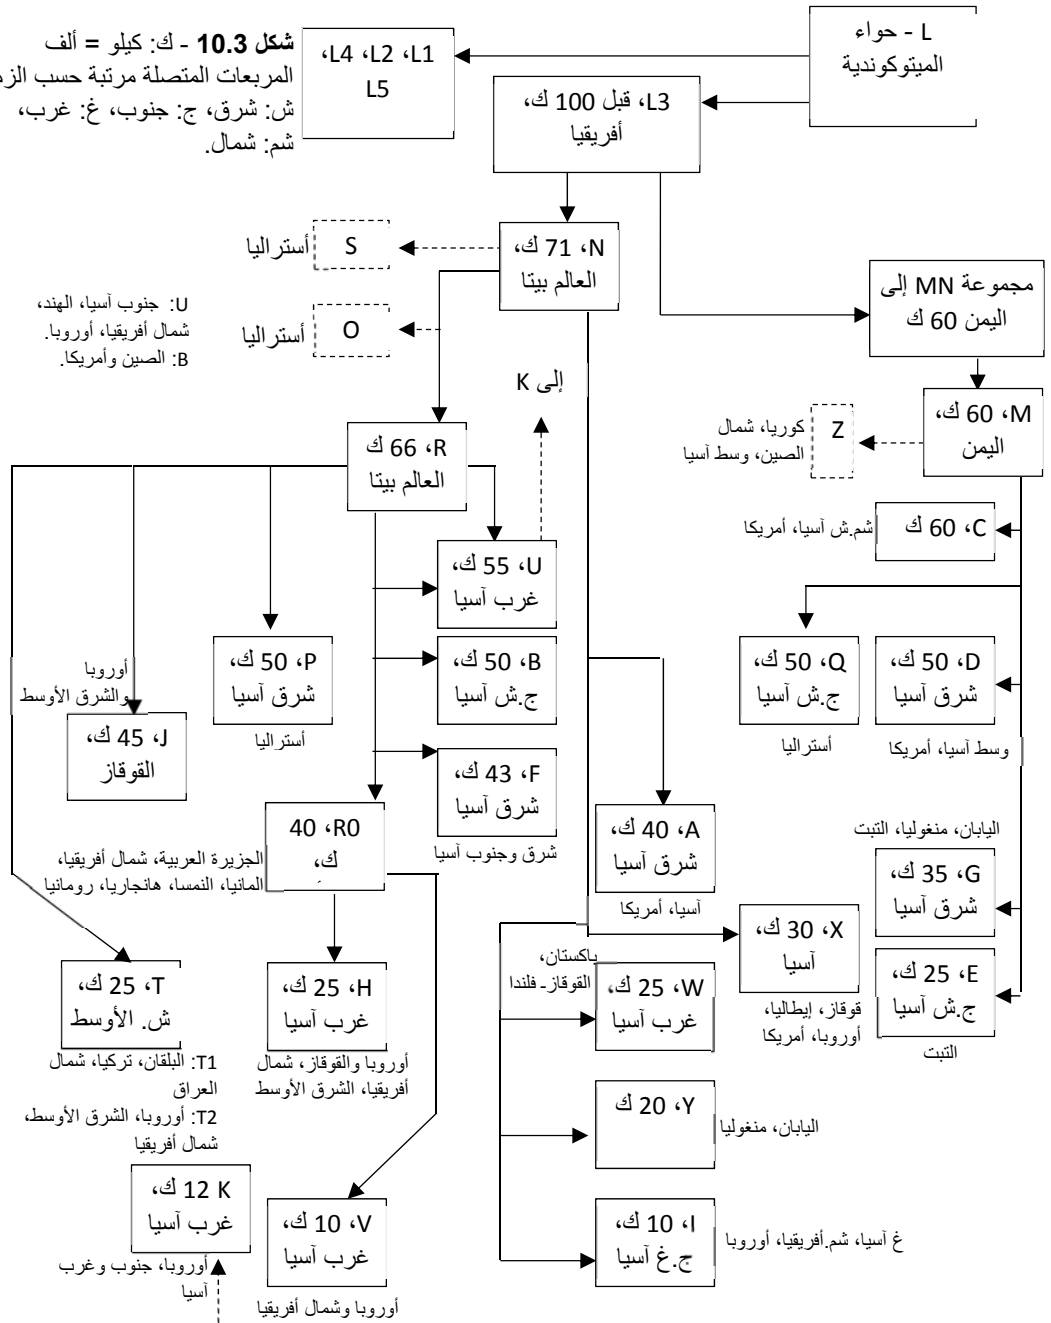 شكل 10.3 - ك: كيلو = ألف
المربعات المتصلة مرتبة حسب
ش: شرق، ج: جنوب، غ: غرب،
شم: شمال.
L1، L2، L4،
L5
L - حواء
الميتوكوندية
L3، قبل 100 ك،
أفريقيا
N، 71 ك،
العالم بيتا
S
أستراليا
O
أستراليا
مجموعة MN إلى
اليمن 60 ك
U: جنوب آسيا، الهند،
شمال أفريقيا، أوروبا.
B: الصين وأمريكا.
إلى K
M، 60 ك،
اليمن
Z
كوريا، شمال
الصين، وسط آسيا
R، 66 ك
العالم بيتا
C، 60 ك
شم.ش آسيا، أمريكا
U، 55 ك،
غرب آسيا
P، 50 ك،
شرق آسيا
أستراليا
B، 50 ك،
ج.ش آسيا
Q، 50 ك،
ج.ش آسيا
أستراليا
D، 50 ك،
شرق آسيا
وسط آسيا، أمريكا
أوروبا
والشرق الأوسط
J، 45 ك،
القوقاز
F، 43 ك،
شرق آسيا
شرق وجنوب آسيا
R0، 40
ك،
الجزيرة العربية، شمال أفريقيا،
المانيا، النمسا، هانجاريا، رومانيا
A، 40 ك،
شرق آسيا
آسيا، أمريكا
اليابان، منغوليا، التبت
G، 35 ك،
شرق آسيا
X، 30 ك،
آسيا
قوقاز، إيطاليا،
أوروبا، أمريكا
E، 25 ك،
ج.ش آسيا
التبت
T، 25 ك،
ش. الأوسط
T1: البلقان، تركيا، شمال
العراق
T2: أوروبا، الشرق الأوسط،
شمال أفريقيا
H، 25 ك،
غرب آسيا
أوروبا والقوقاز، شمال
أفريقيا، الشرق الأوسط
باكستان،
القوقاز- فلندا
W، 25 ك،
غرب آسيا
Y، 20 ك
اليابان، منغوليا
K 12 ك،
غرب آسيا
أوروبا، جنوب وغرب
آسيا
V، 10 ك،
غرب آسيا
أوروبا وشمال أفريقيا
I، 10 ك،
ج.غ آسيا
غ آسيا، شم.أفريقيا، أوروبا